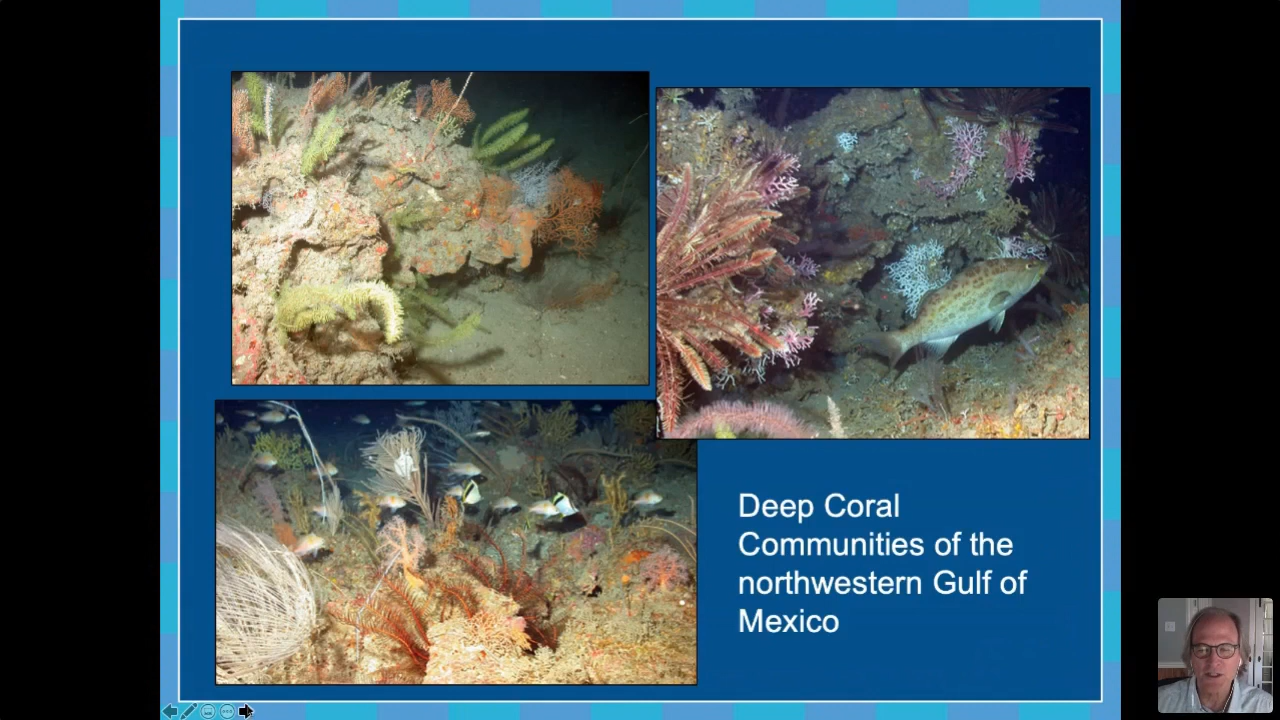 Deep Coral
Communities of the
northwestern Gulf of
Mexico